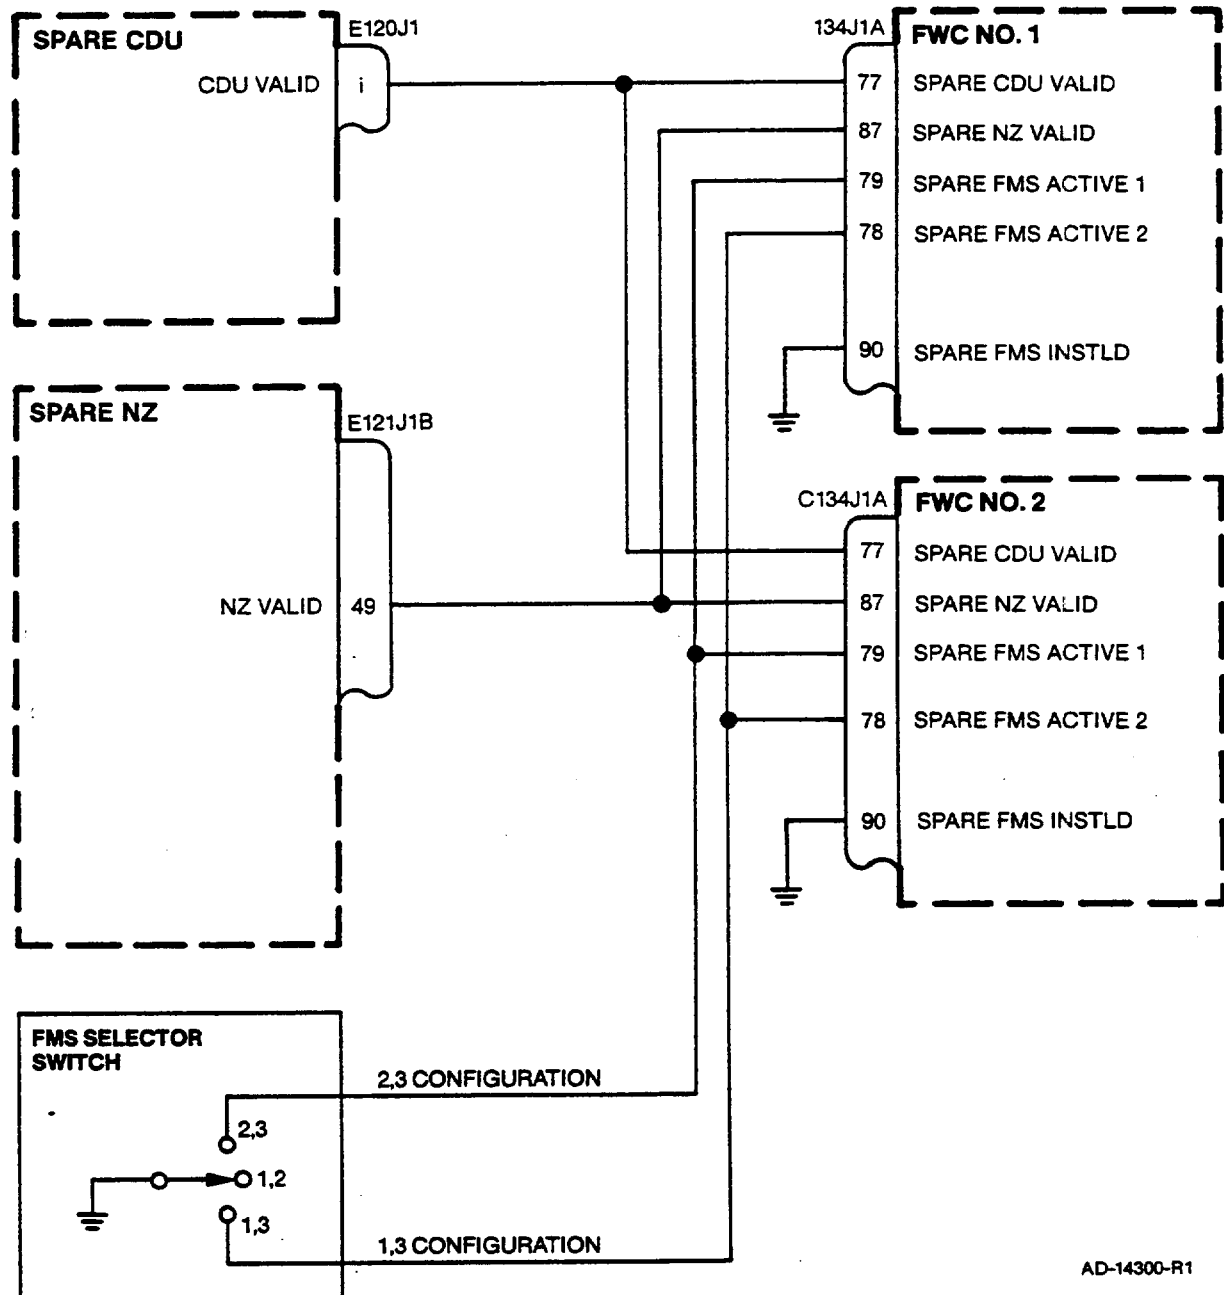 SPARE CDU
E120J1
CDU VALID
i
134J1A
FWC NO. 1
77 SPARE CDU VALID
87 SPARE NZ VALID
79 SPARE FMS ACTIVE 1
78 SPARE FMS ACTIVE 2
90 SPARE FMS INSTLD
SPARE NZ
E121J1B
NZ VALID
49
C134J1A
FWC NO. 2
77 SPARE CDU VALID
87 SPARE NZ VALID
79 SPARE FMS ACTIVE 1
78 SPARE FMS ACTIVE 2
90 SPARE FMS INSTLD
FMS SELECTOR
SWITCH
2,3 CONFIGURATION
2,3
1,2
1,3
1,3 CONFIGURATION
AD-14300-R1